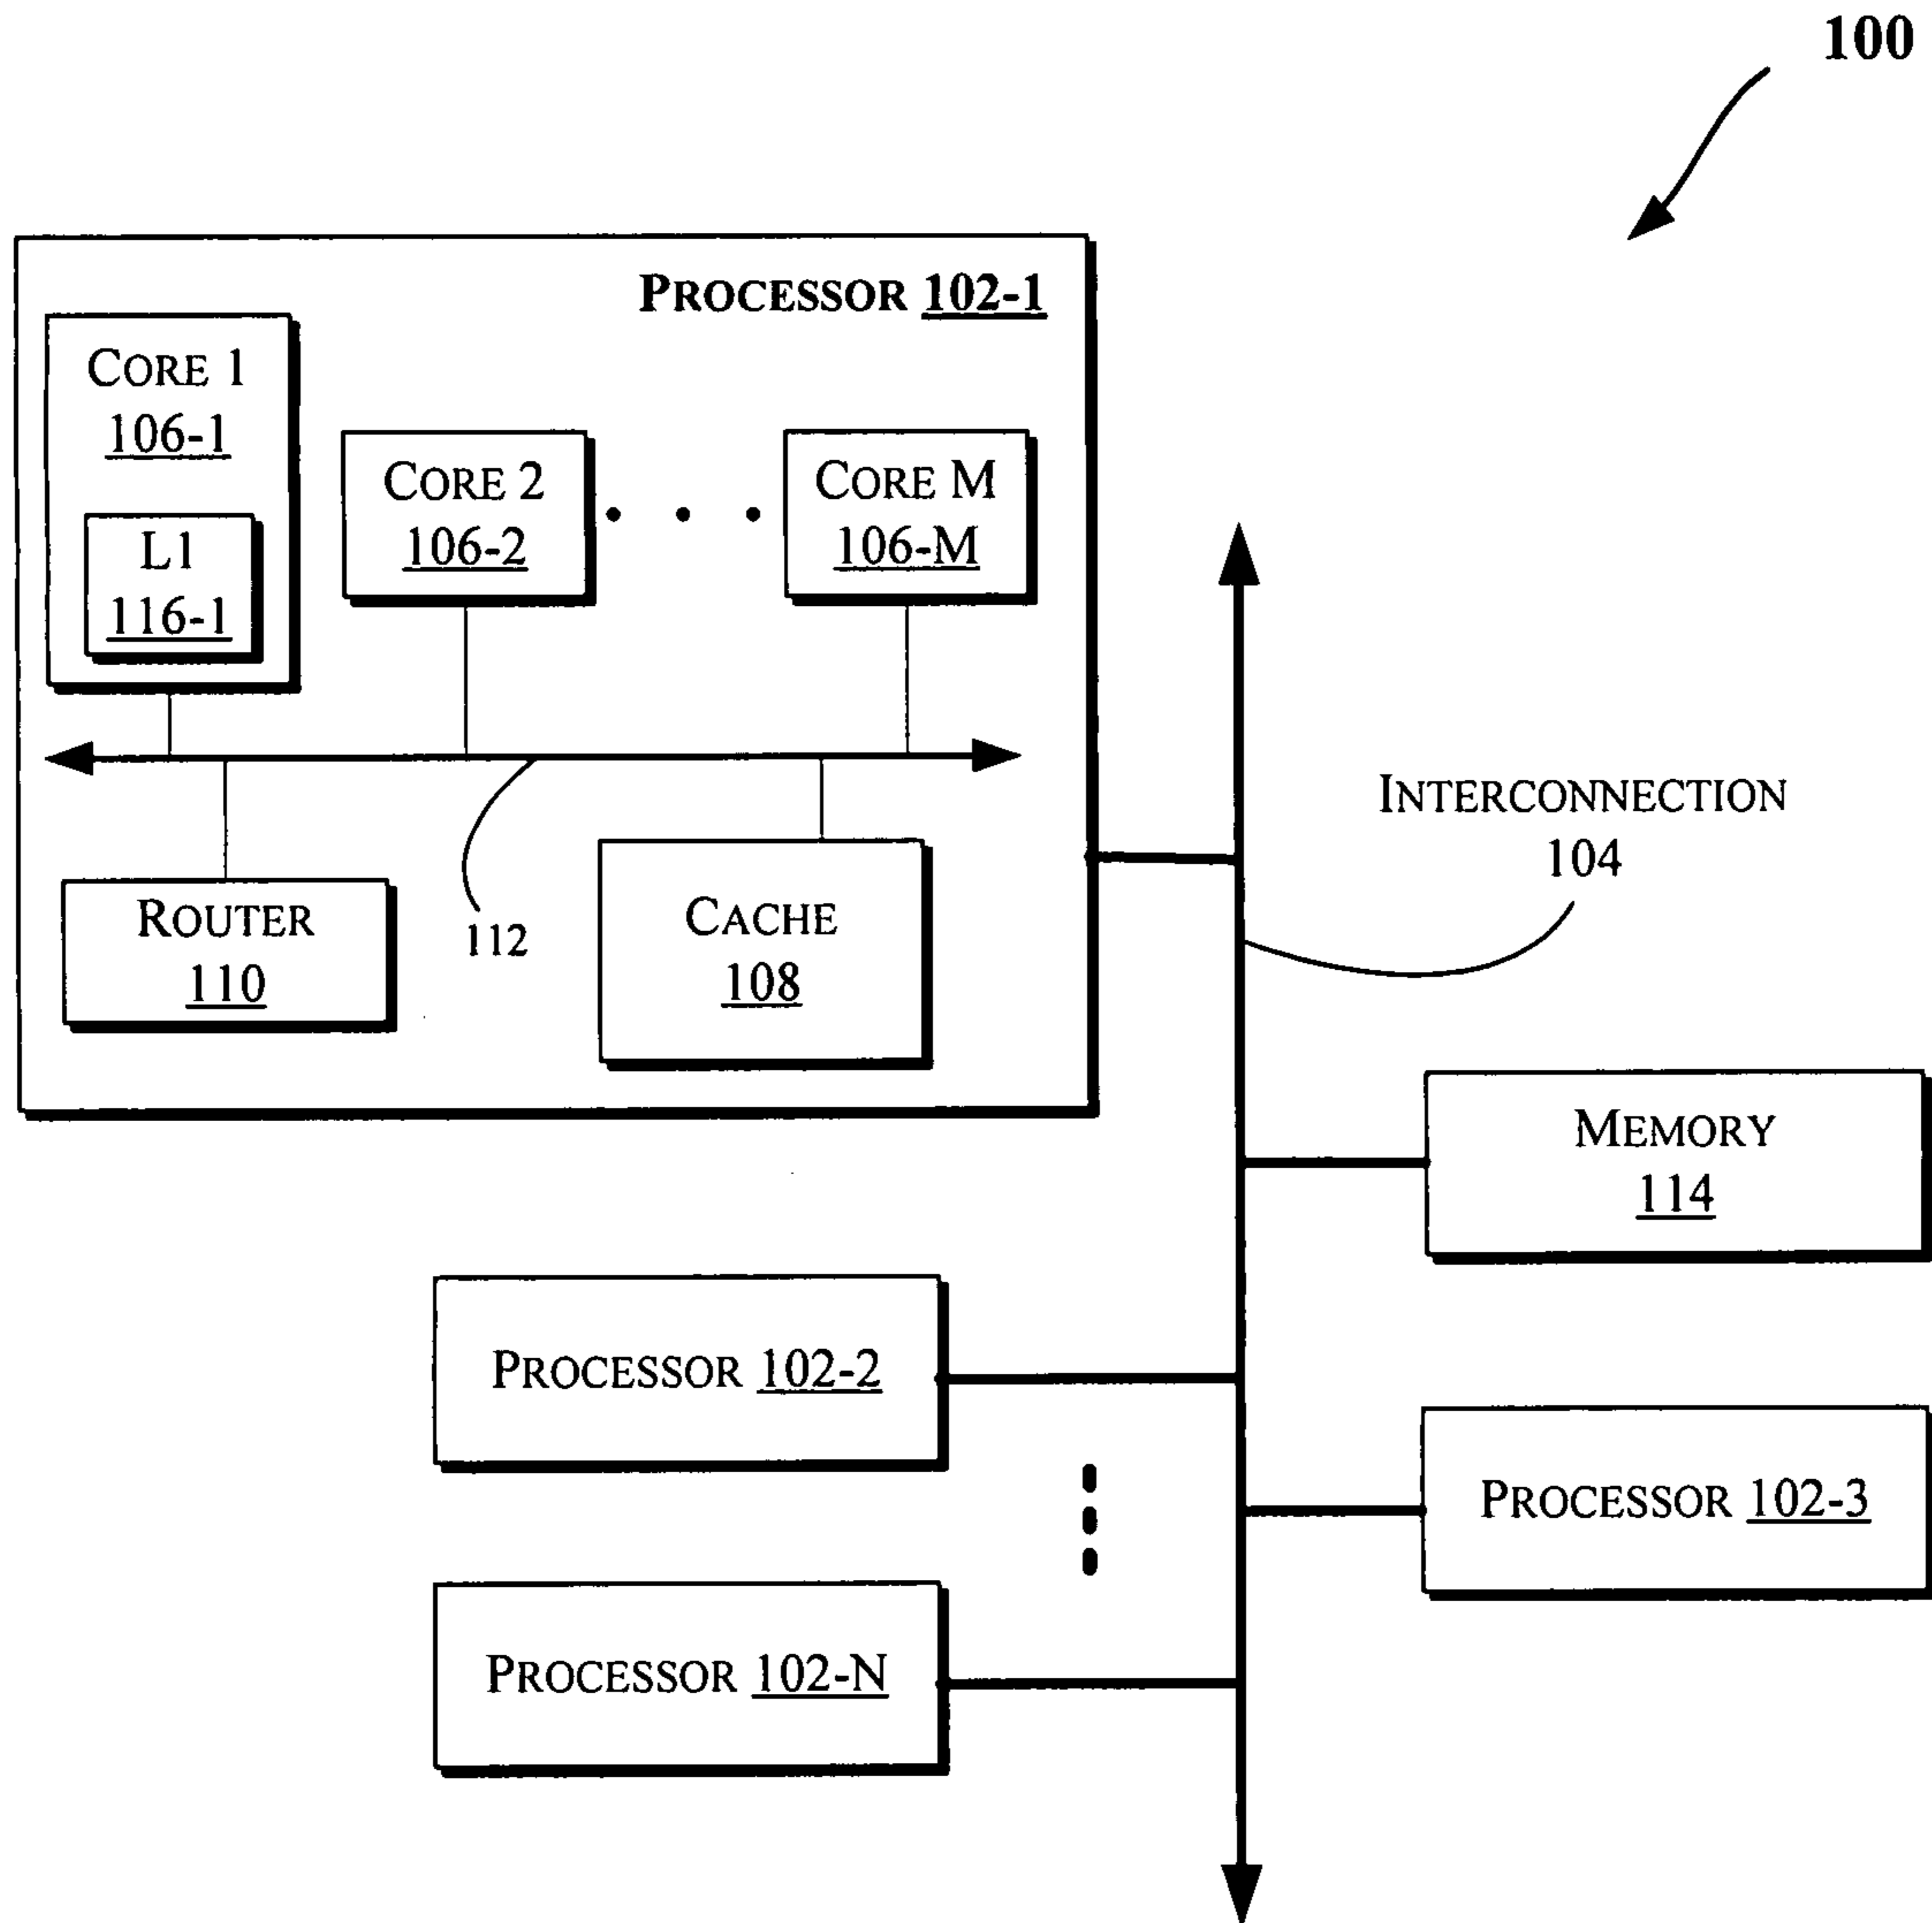 100
PROCESSOR 102-1
CORE 1
106-1
L1
116-1
CORE 2
106-2
CORE M
106-M
112
ROUTER
110
CACHE
108
INTERCONNECTION
104
MEMORY
114
PROCESSOR 102-2
PROCESSOR 102-3
PROCESSOR 102-N